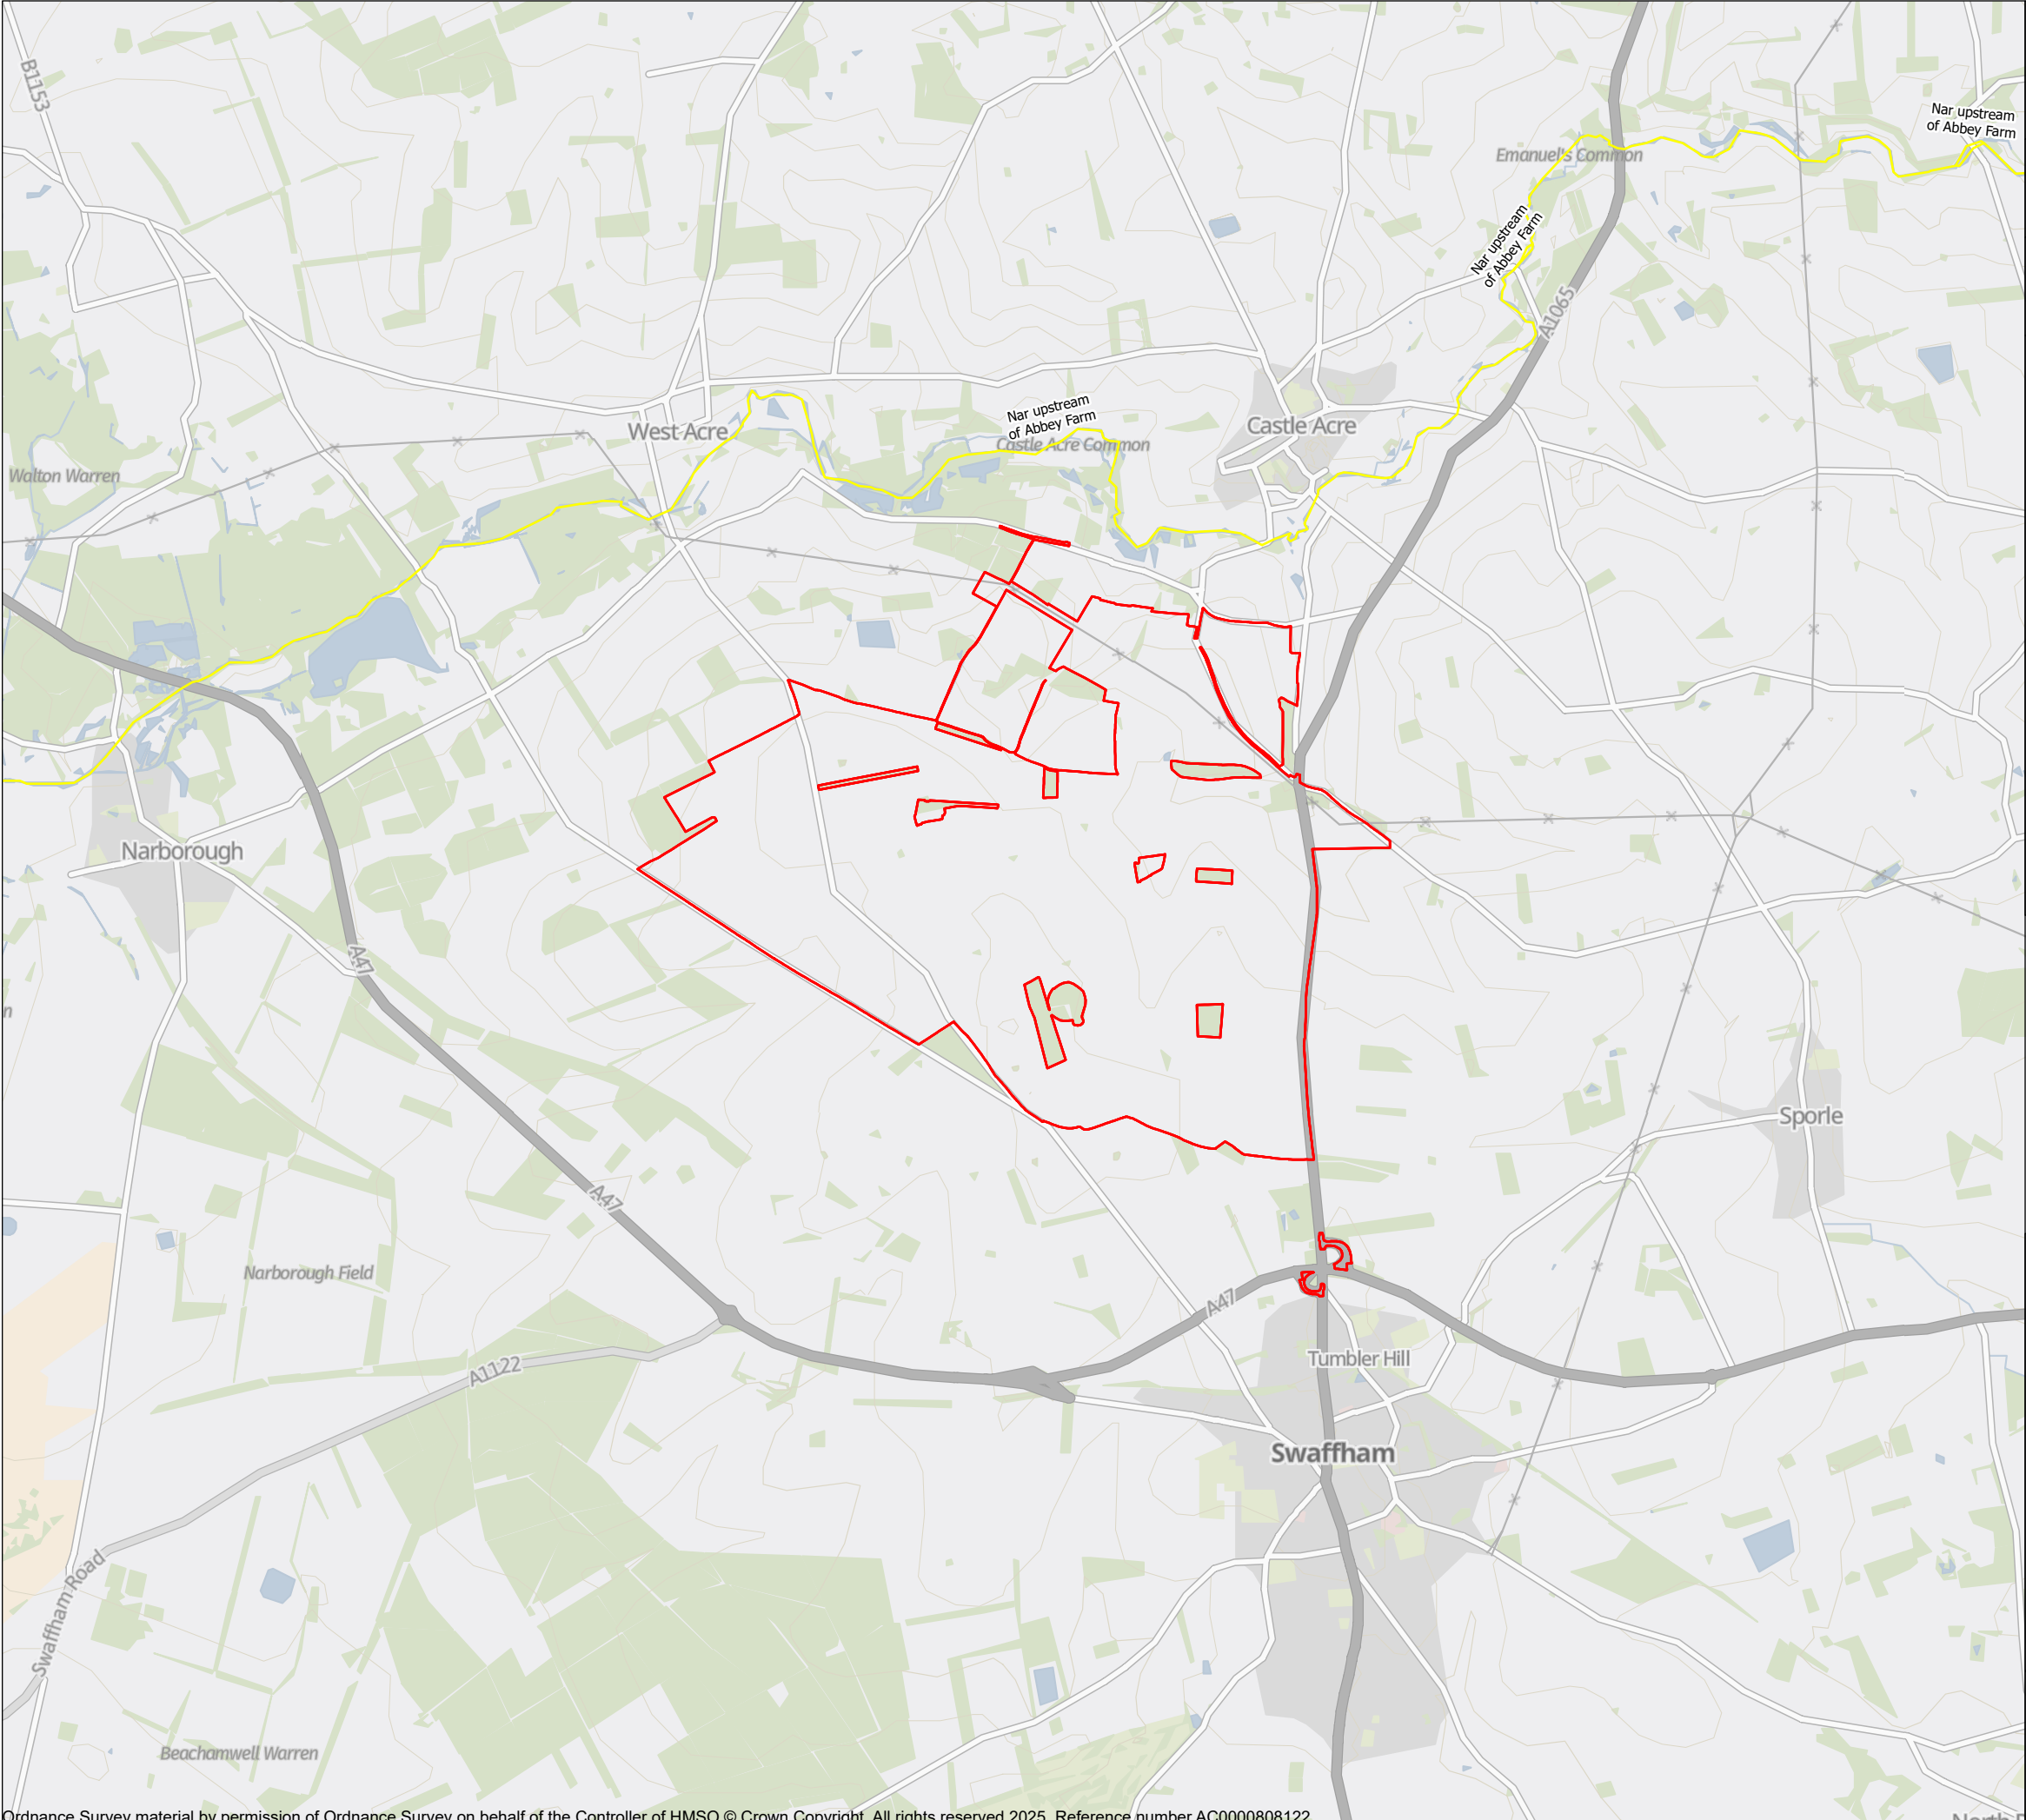 B1153
Nar upstream
of Abbey Farm
Emanuel's Common
Nar upstream
of Abbey Farm
A1065
Nar upstream
of Abbey Farm
Castle Acre Common
Castle Acre
West Acre
Walton Warren
Narborough
A47
Sporle
A47
Narborough Field
A47
Tumbler Hill
A1122
Swaffham
Swaffham Road
Beachamwell Warren
Ordnance Survey material by permission of Ordnance Survey on behalf of the Controller of HMSO © Crown Copyright. All rights reserved 2025. Reference number AC0000808122